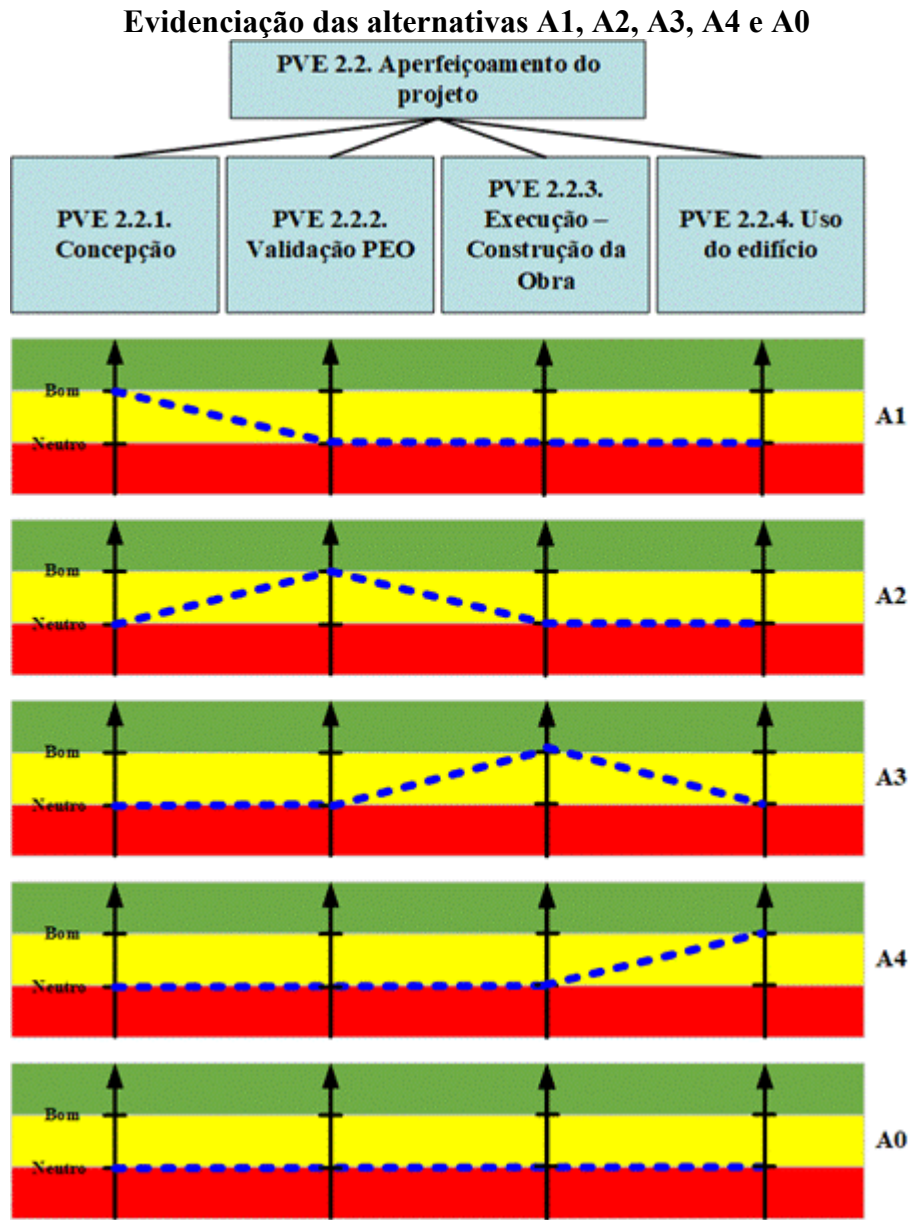 Evidenciação das alternativas A1, A2, A3, A4 e A0
PVE 2.2. Aperfeiçoamento do
projeto
PVE 2.2.1.
Concepção
PVE 2.2.2.
Validação PEO
PVE 2.2.3.
Execução –
Construção da
Obra
PVE 2.2.4. Uso
do edifício
Bom
Neutro
A1
Bom
Neutro
A2
Bom
Neutro
A3
Bom
Neutro
A4
Bom
Neutro
A0